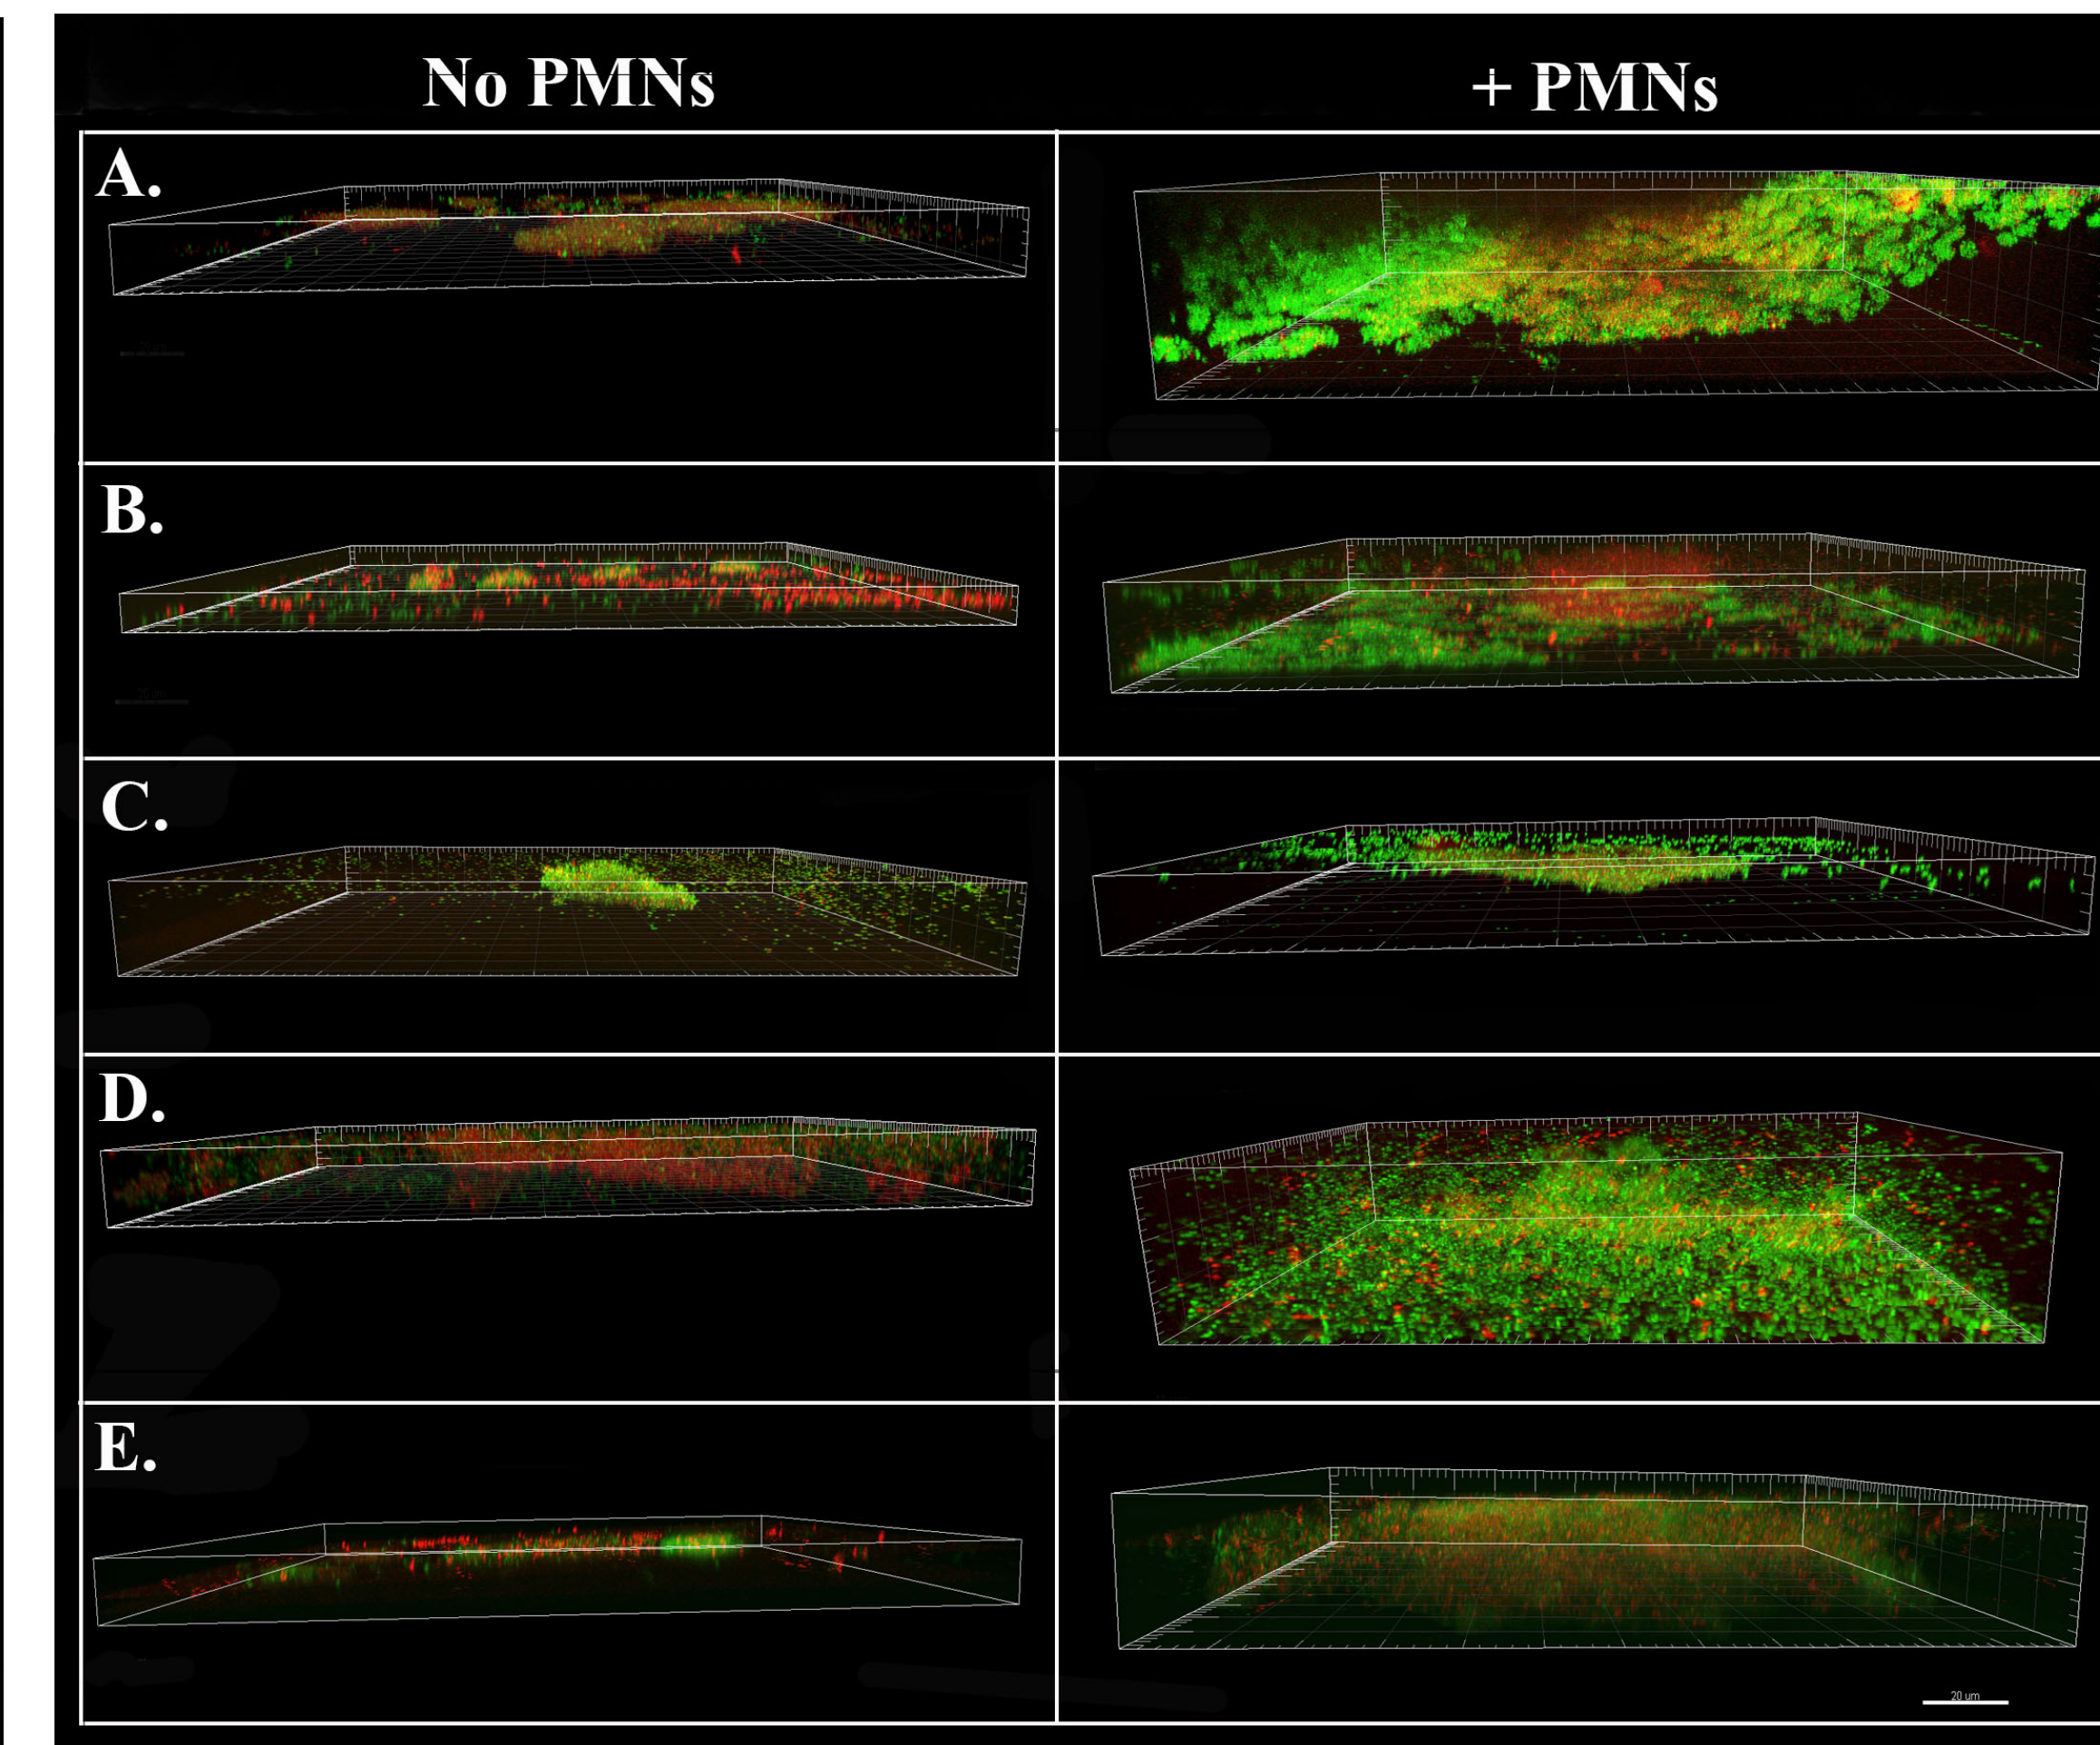 No PMNs
+ PMNs
A.
B.
C.
D.
E.
20 um